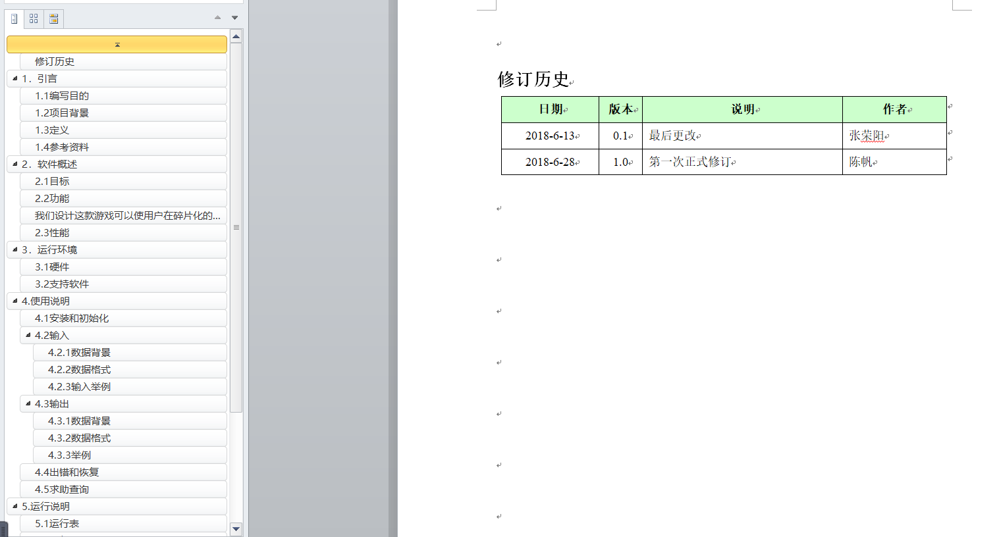 修订历史
1. 引言
1.1编写目的
1.2项目背景
1.3定义
1.4参考资料
2. 软件概述
2.1目标
2.2功能
我们设计这款游戏可以使用户在碎片化的...
2.3性能
3. 运行环境
3.1硬件
3.2支持软件
4.使用说明
4.1安装和初始化
4.2输入
4.2.1数据背景
4.2.2数据格式
4.2.3输入举例
4.3输出
4.3.1数据背景
4.3.2数据格式
4.3.3举例
4.4出错和恢复
4.5求助查询
5.运行说明
5.1运行表
修订历史
日期 版本 说明 作者
2018-6-13 0.1 最后更改 张荣阳
2018-6-28 1.0 第一次正式修订 陈帆